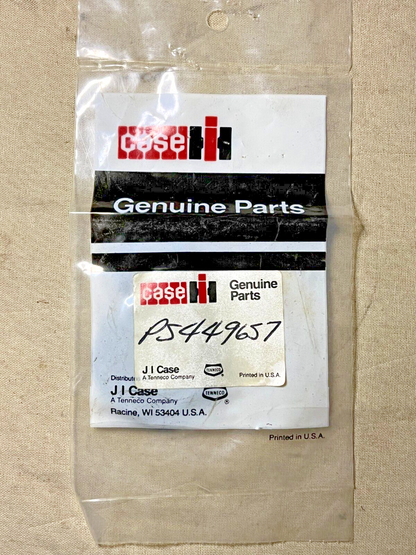 case IH
Genuine Parts
case IH Genuine
Parts
P5449657
J I Case
A Tenneco Company
TENNECO
Printed in U.S.A.
Distribute
J I Case
A Tenneco Company
TENNECO
®
Racine, WI 53404 U.S.A.
Printed in U.S.A.